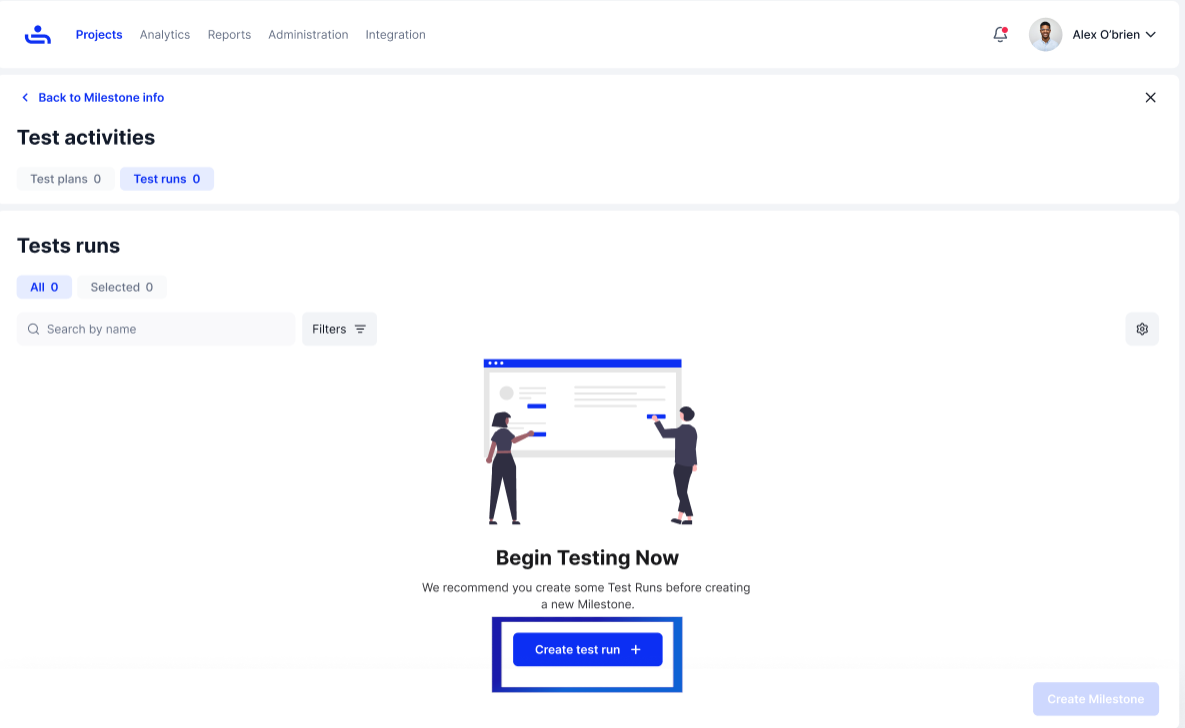 Projects Analytics Reports Administration Integration Alex O'brien
Back to Milestone info
Test activities
Test plans 0 Test runs 0
Tests runs
All 0 Selected 0
Search by name Filters
Begin Testing Now
We recommend you create some Test Runs before creating
a new Milestone.
Create test run +
Create Milestone